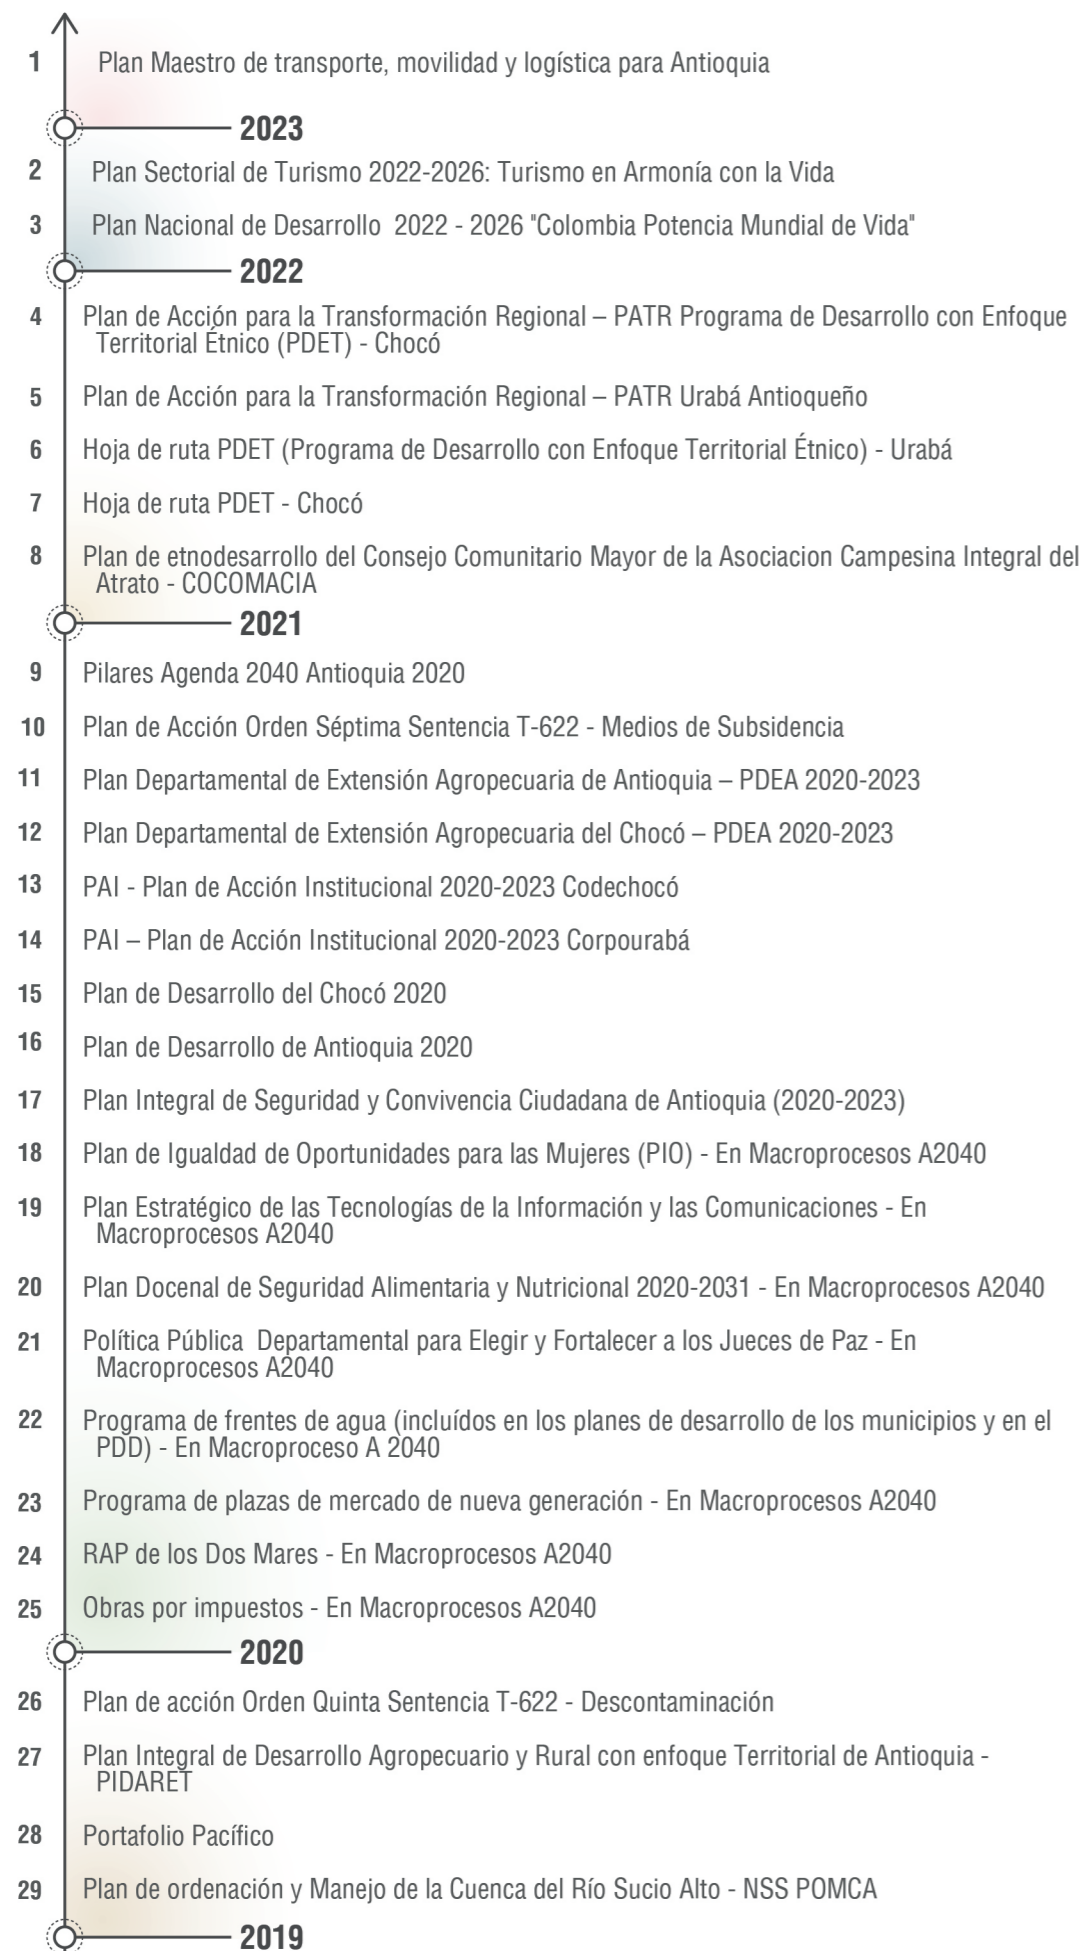 1 Plan Maestro de transporte, movilidad y logística para Antioquia
2023
2 Plan Sectorial de Turismo 2022-2026: Turismo en Armonía con la Vida
3 Plan Nacional de Desarrollo  2022 - 2026 "Colombia Potencia Mundial de Vida"
2022
4 Plan de Acción para la Transformación Regional – PATR Programa de Desarrollo con Enfoque
Territorial Étnico (PDET) - Chocó
5 Plan de Acción para la Transformación Regional – PATR Urabá Antioqueño
6 Hoja de ruta PDET (Programa de Desarrollo con Enfoque Territorial Étnico) - Urabá
7 Hoja de ruta PDET - Chocó
8 Plan de etnodesarrollo del Consejo Comunitario Mayor de la Asociacion Campesina Integral del
Atrato - COCOMACIA
2021
9 Pilares Agenda 2040 Antioquia 2020
10 Plan de Acción Orden Séptima Sentencia T-622 - Medios de Subsidencia
11 Plan Departamental de Extensión Agropecuaria de Antioquia – PDEA 2020-2023
12 Plan Departamental de Extensión Agropecuaria del Chocó – PDEA 2020-2023
13 PAI - Plan de Acción Institucional 2020-2023 Codechocó
14 PAI – Plan de Acción Institucional 2020-2023 Corpourabá
15 Plan de Desarrollo del Chocó 2020
16 Plan de Desarrollo de Antioquia 2020
17 Plan Integral de Seguridad y Convivencia Ciudadana de Antioquia (2020-2023)
18 Plan de Igualdad de Oportunidades para las Mujeres (PIO) - En Macroprocesos A2040
19 Plan Estratégico de las Tecnologías de la Información y las Comunicaciones - En
Macroprocesos A2040
20 Plan Docenal de Seguridad Alimentaria y Nutricional 2020-2031 - En Macroprocesos A2040
21 Política Pública  Departamental para Elegir y Fortalecer a los Jueces de Paz - En
Macroprocesos A2040
22 Programa de frentes de agua (incluídos en los planes de desarrollo de los municipios y en el
PDD) - En Macroproceso A 2040
23 Programa de plazas de mercado de nueva generación - En Macroprocesos A2040
24 RAP de los Dos Mares - En Macroprocesos A2040
25 Obras por impuestos - En Macroprocesos A2040
2020
26 Plan de acción Orden Quinta Sentencia T-622 - Descontaminación
27 Plan Integral de Desarrollo Agropecuario y Rural con enfoque Territorial de Antioquia -
PIDARET
28 Portafolio Pacífico
29 Plan de ordenación y Manejo de la Cuenca del Río Sucio Alto - NSS POMCA
2019